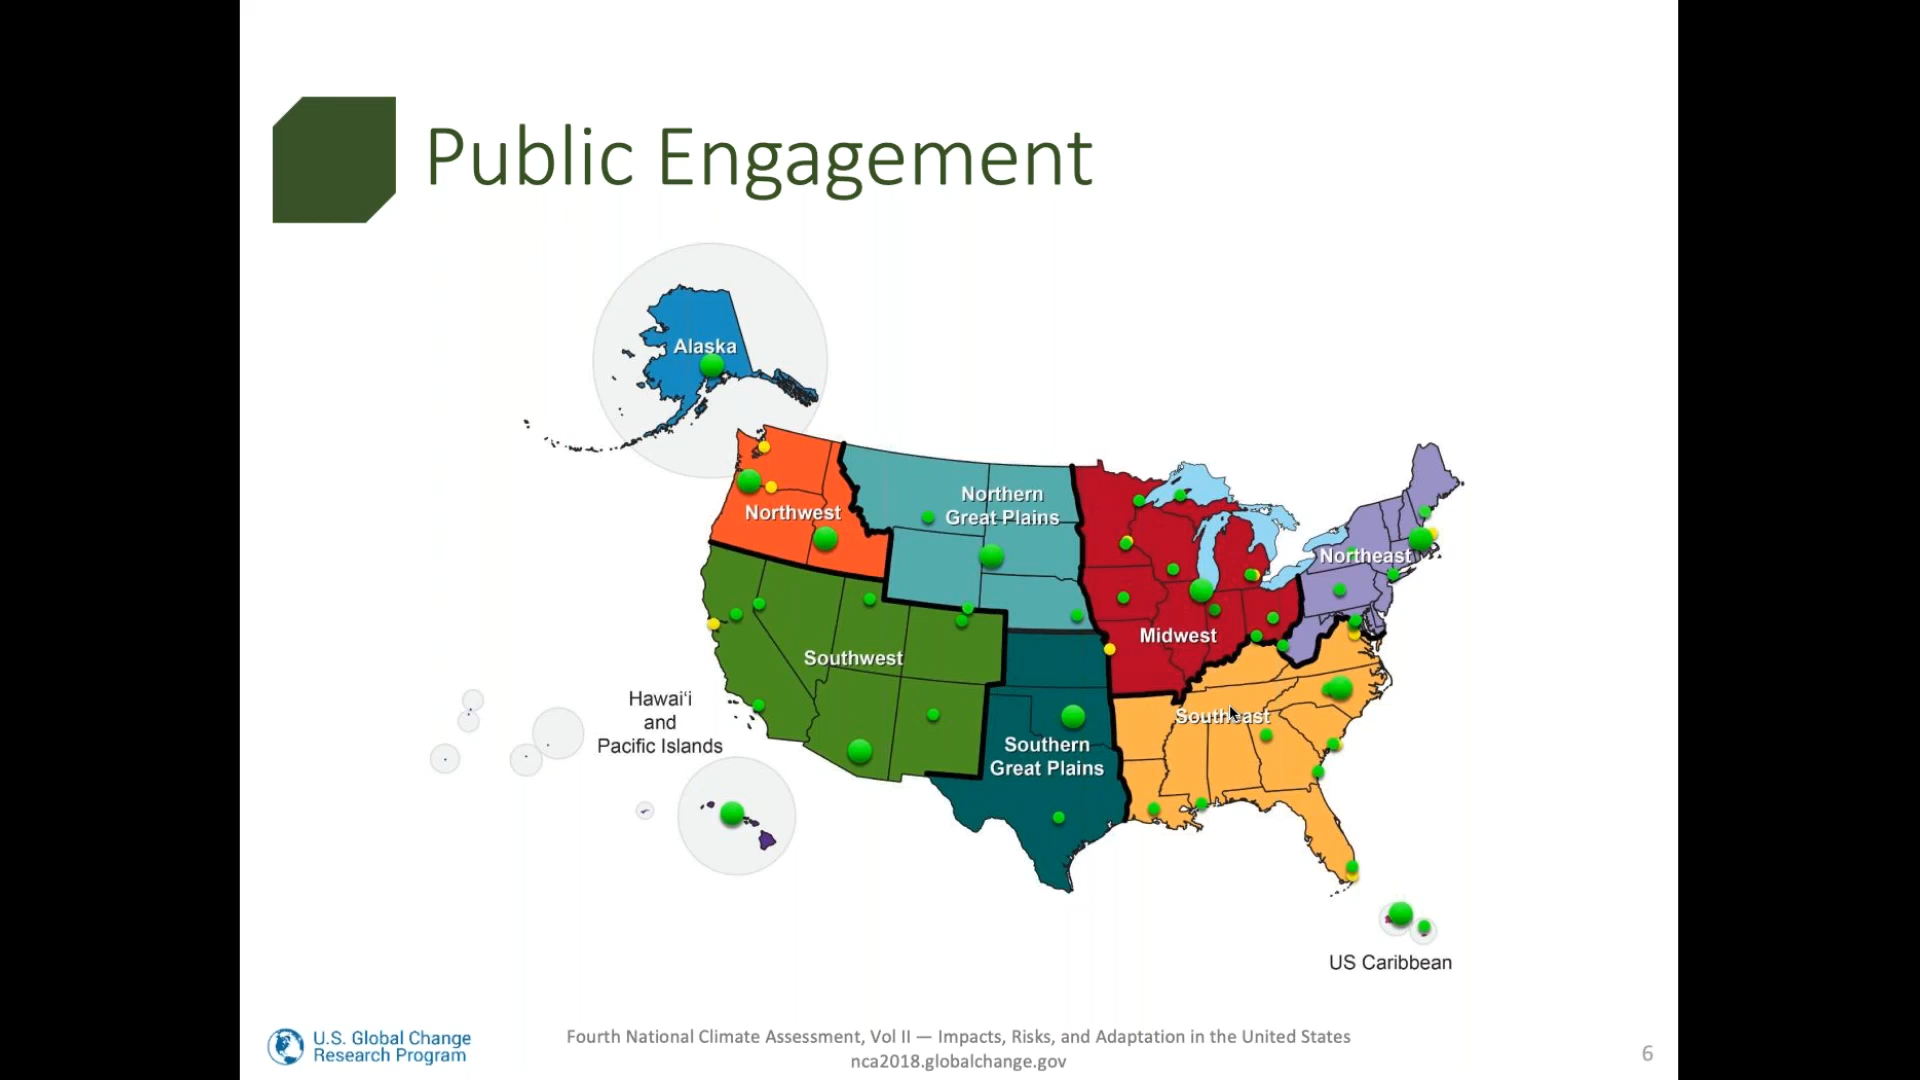 Public Engagement
Alaska
Northern
Great Plains
Northwest
Northeast
Midwest
Southwest
Hawai‘i
and
Pacific Islands
Southeast
Southern
Great Plains
US Caribbean
U.S. Global Change
Research Program
Fourth National Climate Assessment, Vol II — Impacts, Risks, and Adaptation in the United States
nca2018.globalchange.gov
6